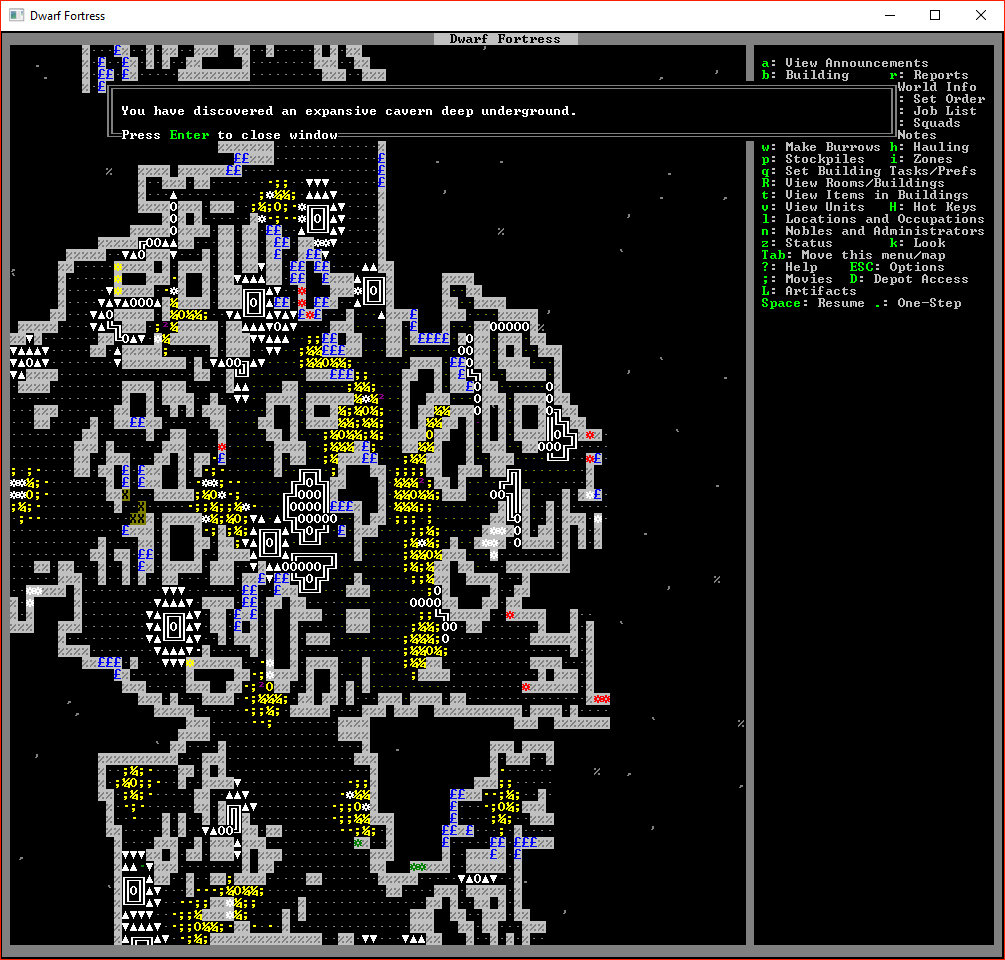 Dwarf Fortress
Dwarf Fortress
a: View Announcements
b: Building r: Reports
World Info
: Set Order
You have discovered an expansive cavern deep underground.
: Job List
: Squads
Press Enter to close window
Notes
w: Make Burrows h: Hauling
p: Stockpiles i: Zones
q: Set Building Tasks/Prefs
R: View Rooms/Buildings
t: View Items in Buildings
v: View Units H: Hot Keys
l: Locations and Occupations
n: Nobles and Administrators
z: Status k: Look
Tab: Move this menu/map
?: Help ESC: Options
;: Movies D: Depot Access
L: Artifacts
Space: Resume .: One-Step